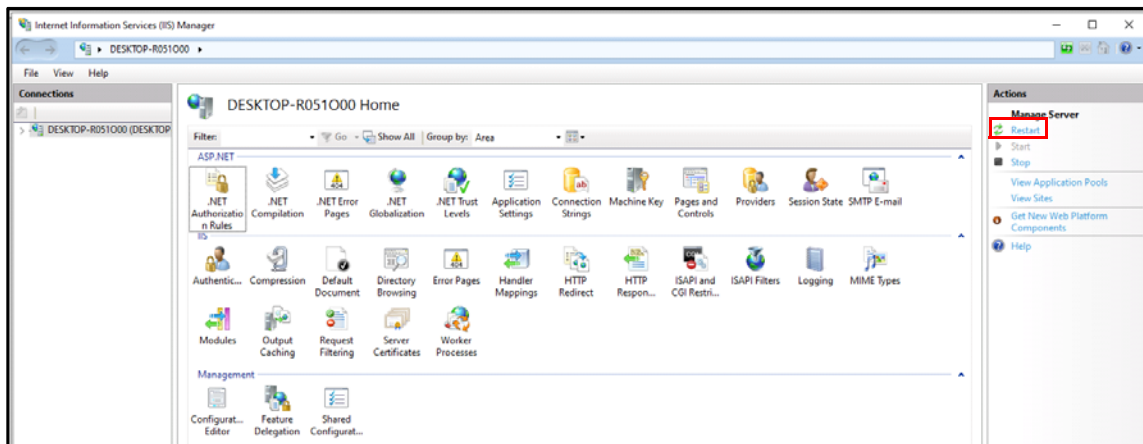 Internet Information Services (IIS) Manager
DESKTOP-R051O00
File View Help
Connections
DESKTOP-R051O00 (DESKTOP
DESKTOP-R051O00 Home
Filter: Go Show All Group by: Area
ASP.NET
.NET Authorizatio n Rules
.NET Compilation
.NET Error Pages
.NET Globalization
.NET Trust Levels
Application Settings
Connection Strings
Machine Key
Pages and Controls
Providers
Session State
SMTP E-mail
IIS
Authentic...
Compression
Default Document
Directory Browsing
Error Pages
Handler Mappings
HTTP Redirect
HTTP Respon...
ISAPI and CGI Restri...
ISAPI Filters
Logging
MIME Types
Modules
Output Caching
Request Filtering
Server Certificates
Worker Processes
Management
Configurat... Editor
Feature Delegation
Shared Configurat...
Actions
Manage Server
Restart
Start
Stop
View Application Pools
View Sites
Get New Web Platform
Components
Help